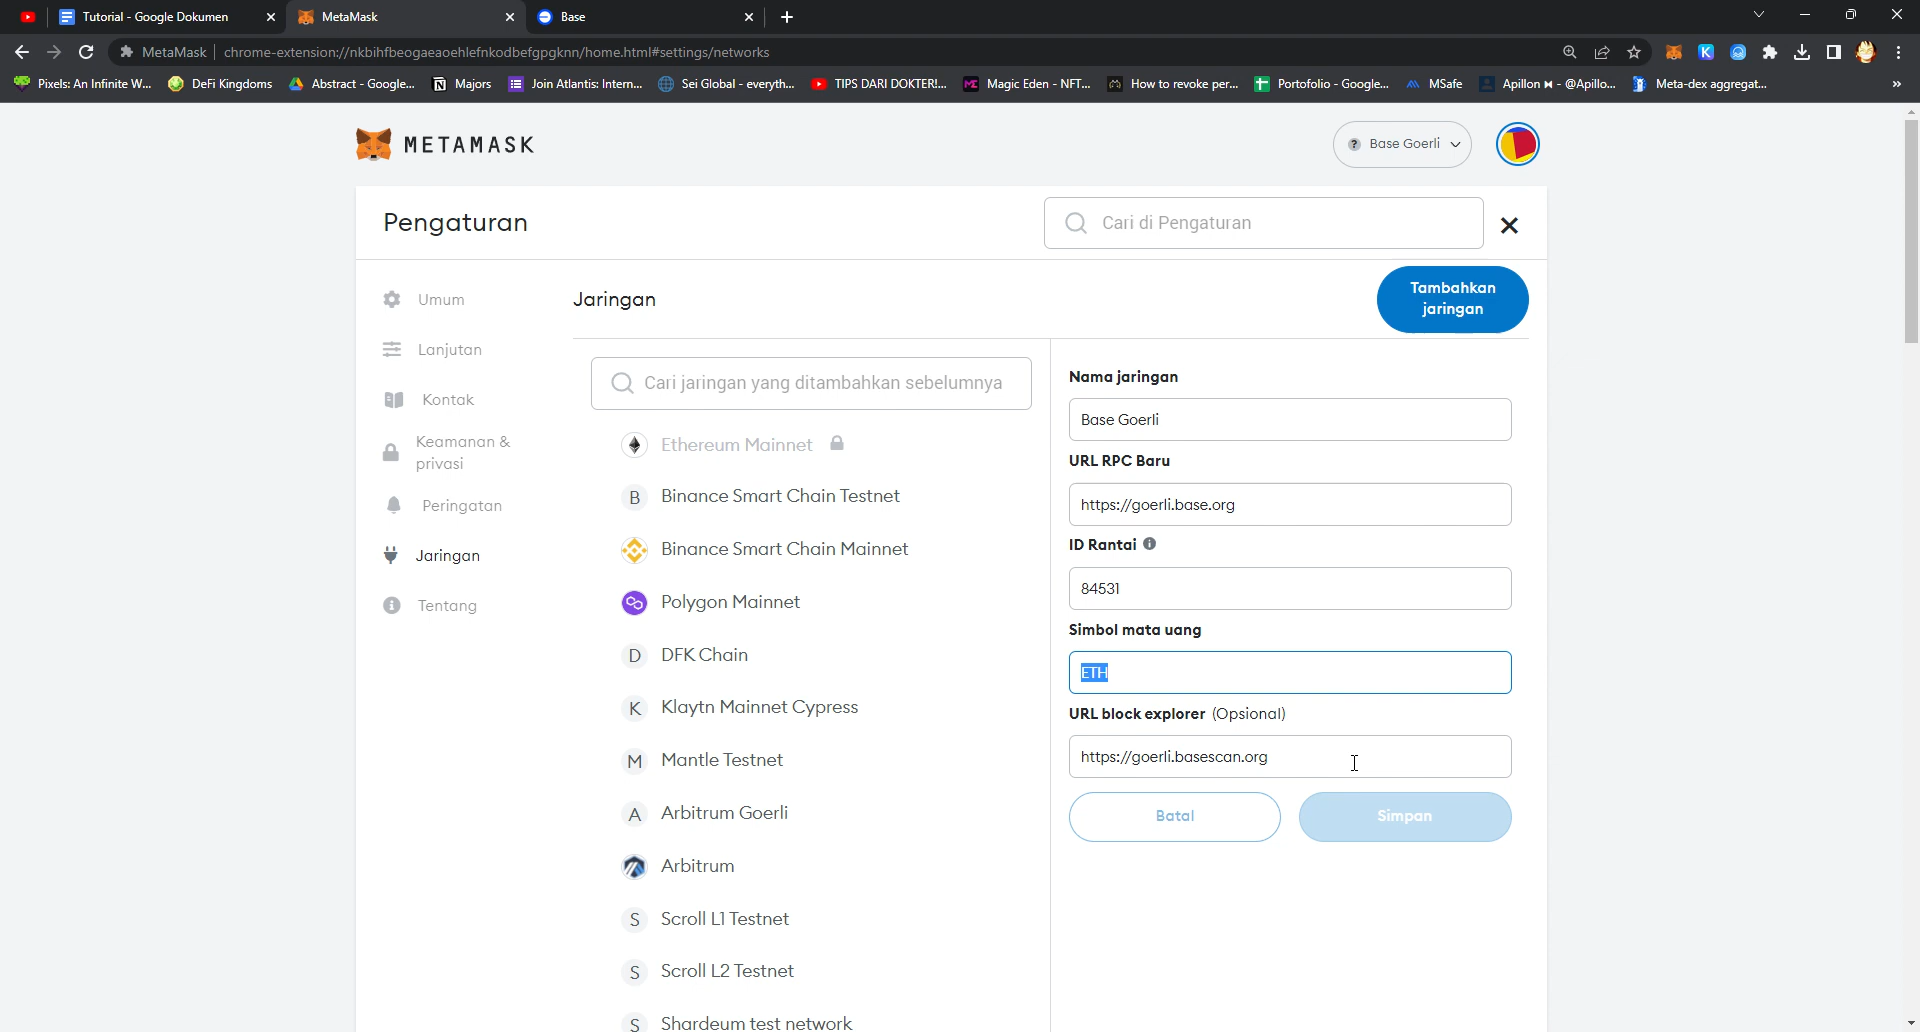 Tutorial - Google Dokumen
MetaMask
Base
MetaMask
chrome-extension://nkbihfbeogaeaoehlefnkodbefgpgknn/home.html#settings/networks
K
Pixels: An Infinite W...
DeFi Kingdoms
Abstract - Google...
Majors
Join Atlantis: Intern...
Sei Global - everyth...
TIPS DARI DOKTER!...
Magic Eden - NFT...
How to revoke per...
Portofolio - Google...
MSafe
Apillon ⧓ - @Apillo...
Meta-dex aggregat...
»
METAMASK
? Base Goerli
Pengaturan
Cari di Pengaturan
Umum
Lanjutan
Kontak
Keamanan &
privasi
Peringatan
Jaringan
Tentang
Jaringan
Tambahkan
jaringan
Cari jaringan yang ditambahkan sebelumnya
Ethereum Mainnet
B Binance Smart Chain Testnet
Binance Smart Chain Mainnet
Polygon Mainnet
D DFK Chain
K Klaytn Mainnet Cypress
M Mantle Testnet
A Arbitrum Goerli
Arbitrum
S Scroll L1 Testnet
S Scroll L2 Testnet
S Shardeum test network
Nama jaringan
Base Goerli
URL RPC Baru
https://goerli.base.org
ID Rantai
84531
Simbol mata uang
ETH
URL block explorer (Opsional)
https://goerli.basescan.org
Batal
Simpan